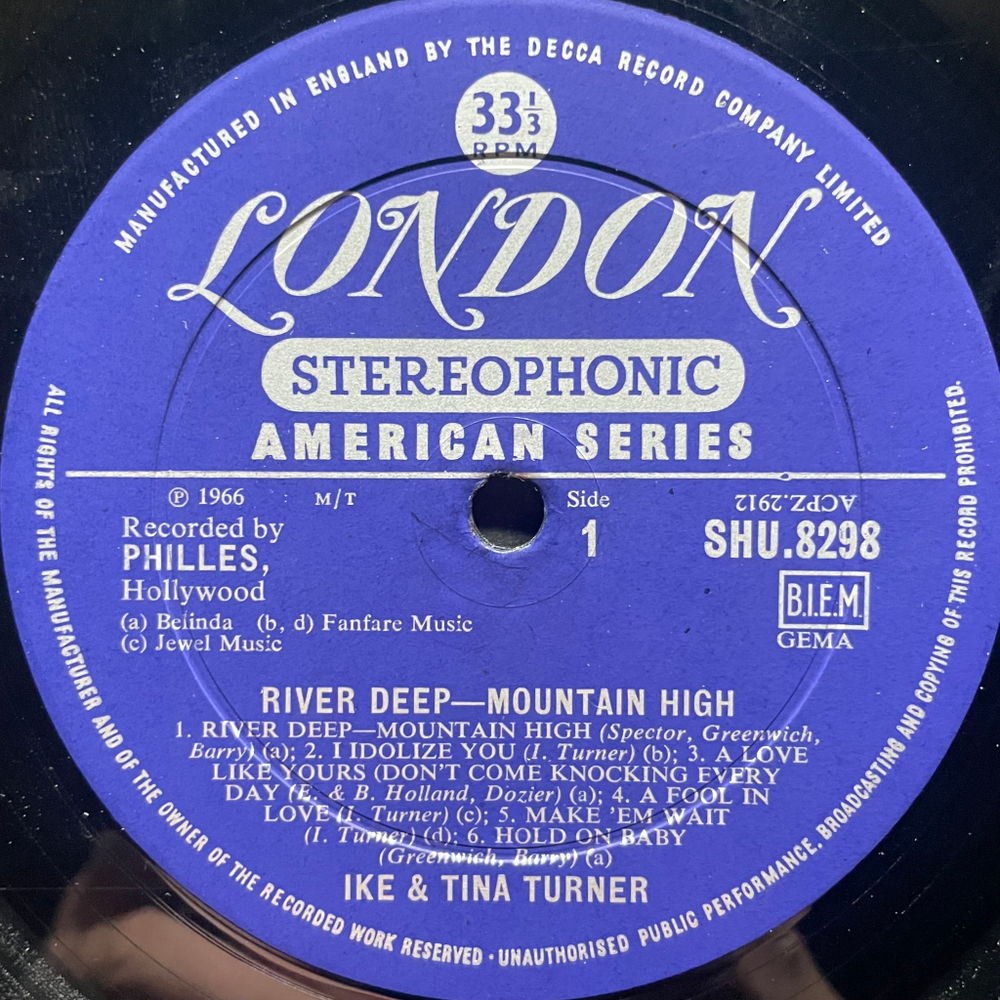 MANUFACTURED IN ENGLAND BY THE DECCA RECORD COMPANY LIMITED
33 1/3
RPM
LONDON
STEREOPHONIC
AMERICAN SERIES
℗ 1966 M/T Side ACPZ.2912
Recorded by 1 SHU.8298
PHILLES,
Hollywood B.I.E.M.
(a) Belinda (b, d) Fanfare Music GEMA
(c) Jewel Music
RIVER DEEP—MOUNTAIN HIGH
1. RIVER DEEP—MOUNTAIN HIGH (Spector, Greenwich,
Barry) (a); 2. I IDOLIZE YOU (I. Turner) (b); 3. A LOVE
LIKE YOURS (DON'T COME KNOCKING EVERY
DAY (E. & B. Holland, Dozier) (a); 4. A FOOL IN
LOVE (I. Turner) (c); 5. MAKE 'EM WAIT
(I. Turner) (d); 6. HOLD ON BABY
(Greenwich, Barry) (a)
IKE & TINA TURNER
ALL RIGHTS OF THE MANUFACTURER AND OF THE OWNER OF THE RECORDED WORK RESERVED · UNAUTHORISED PUBLIC PERFORMANCE, BROADCASTING AND COPYING OF THIS RECORD PROHIBITED.